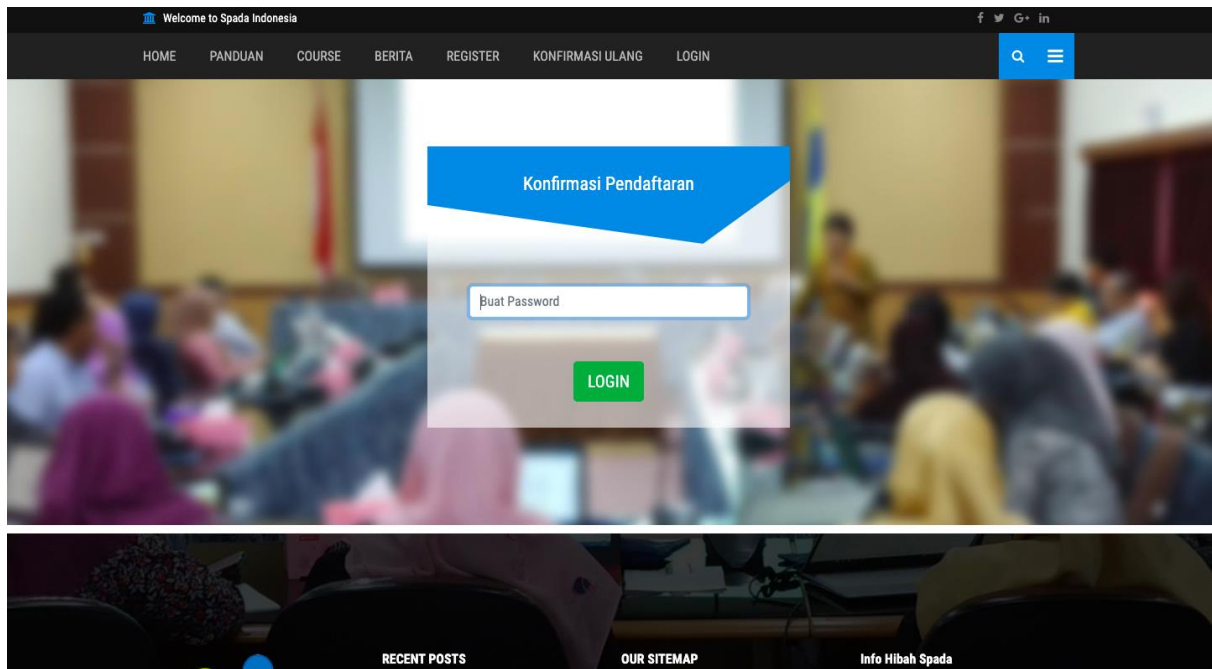 Welcome to Spada Indonesia
f G+ in
HOME PANDUAN COURSE BERITA REGISTER KONFIRMASI ULANG LOGIN
Konfirmasi Pendaftaran
Buat Password
LOGIN
RECENT POSTS OUR SITEMAP Info Hibah Spada